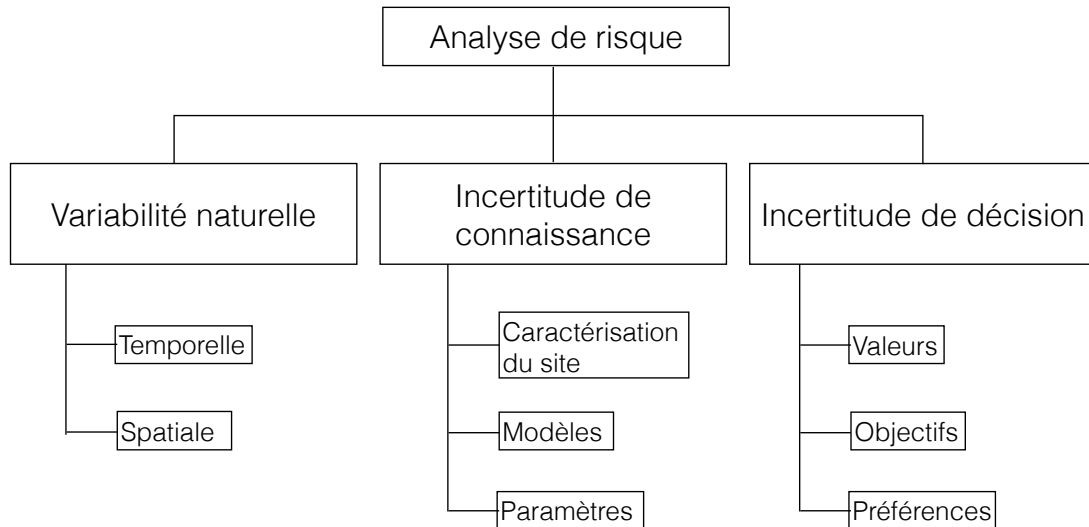 Analyse de risque
Variabilité naturelle
Incertitude de
connaissance
Incertitude de décision
Temporelle
Spatiale
Caractérisation
du site
Modèles
Paramètres
Valeurs
Objectifs
Préférences